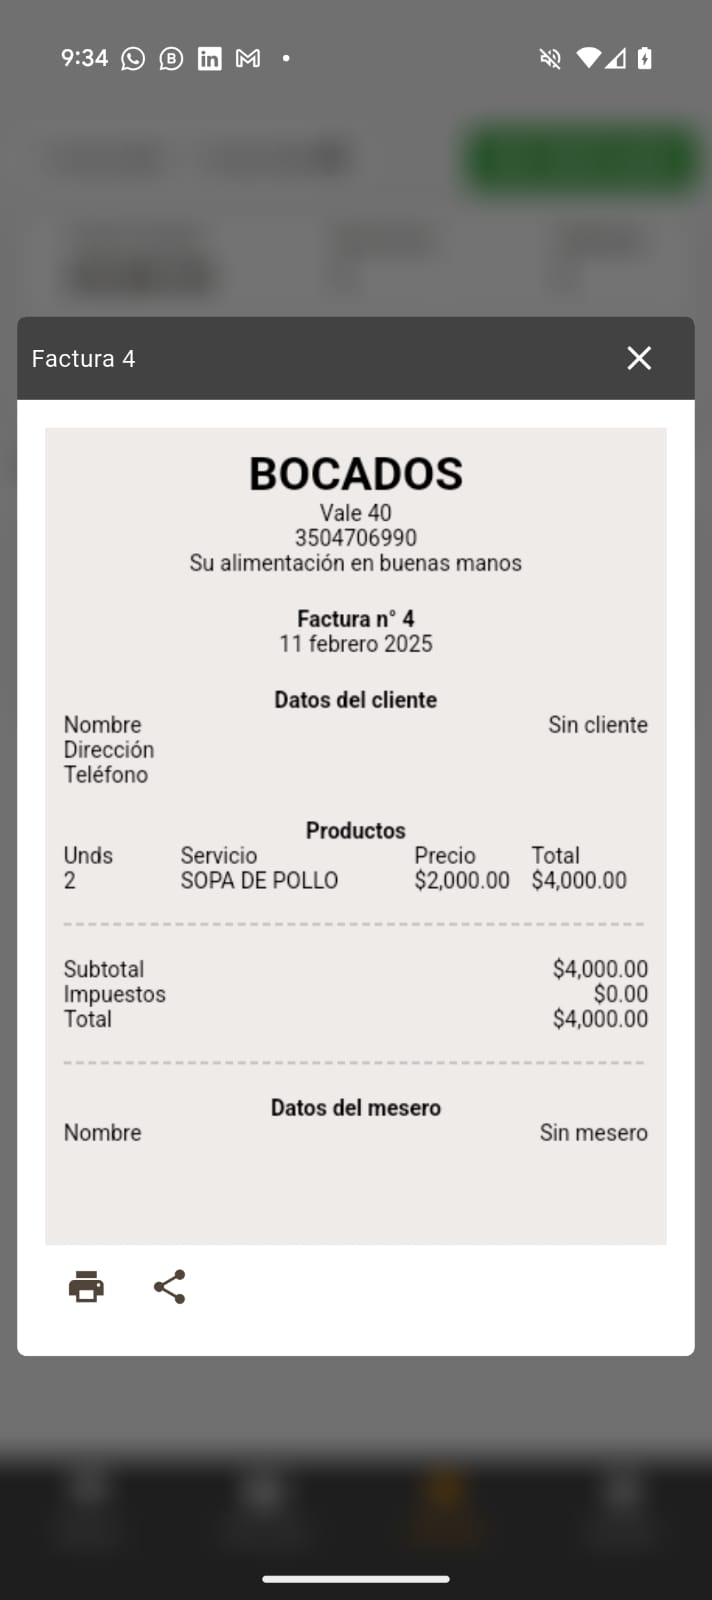 9:34
Factura 4
BOCADOS
Vale 40
3504706990
Su alimentación en buenas manos
Factura n° 4
11 febrero 2025
Datos del cliente
Nombre Sin cliente
Dirección
Teléfono
Productos
Unds Servicio Precio Total
2 SOPA DE POLLO $2,000.00 $4,000.00
Subtotal $4,000.00
Impuestos $0.00
Total $4,000.00
Datos del mesero
Nombre Sin mesero